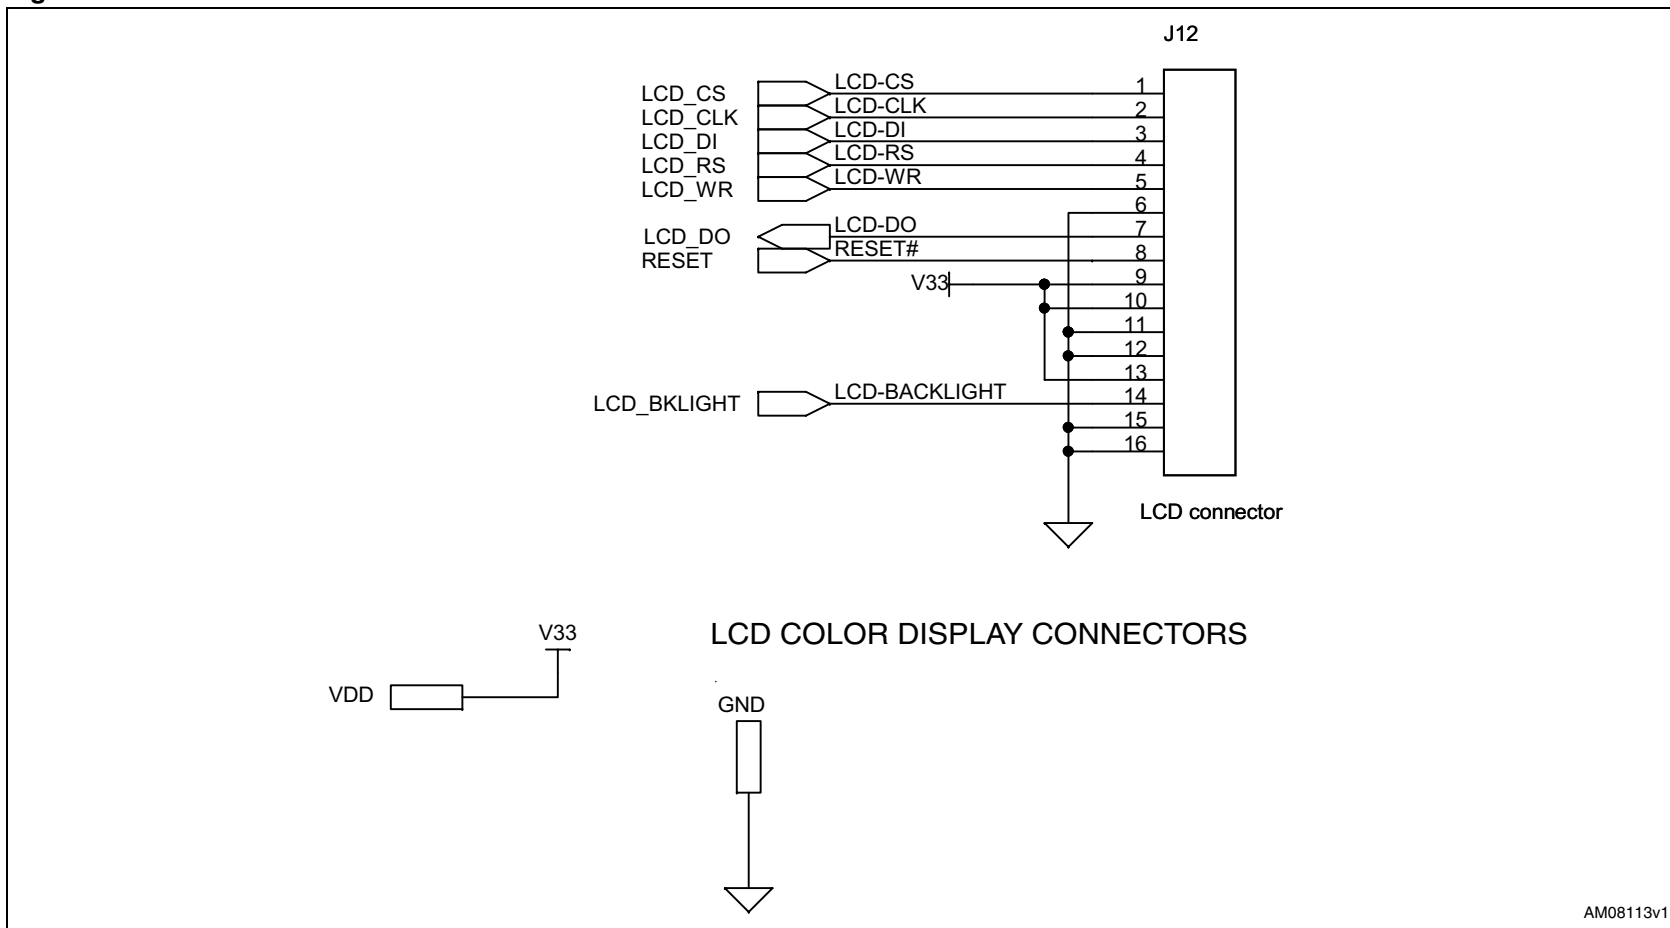 J12
LCD_CS LCD-CS 1
LCD_CLK LCD-CLK 2
LCD_DI LCD-DI 3
LCD_RS LCD-RS 4
LCD_WR LCD-WR 5
6
LCD_DO LCD-DO 7
RESET RESET# 8
V33 9
10
11
12
13
LCD_BKLIGHT LCD-BACKLIGHT 14
15
16
LCD connector
V33
LCD COLOR DISPLAY CONNECTORS
VDD
GND
AM08113v1